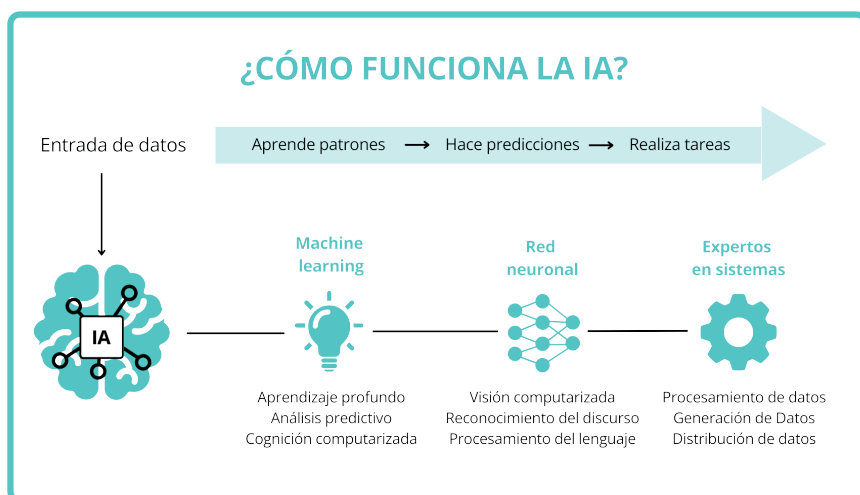 ¿CÓMO FUNCIONA LA IA?
Entrada de datos
Aprende patrones → Hace predicciones → Realiza tareas
IA
Machine
learning
Aprendizaje profundo
Análisis predictivo
Cognición computarizada
Red
neuronal
Visión computarizada
Reconocimiento del discurso
Procesamiento del lenguaje
Expertos
en sistemas
Procesamiento de datos
Generación de Datos
Distribución de datos